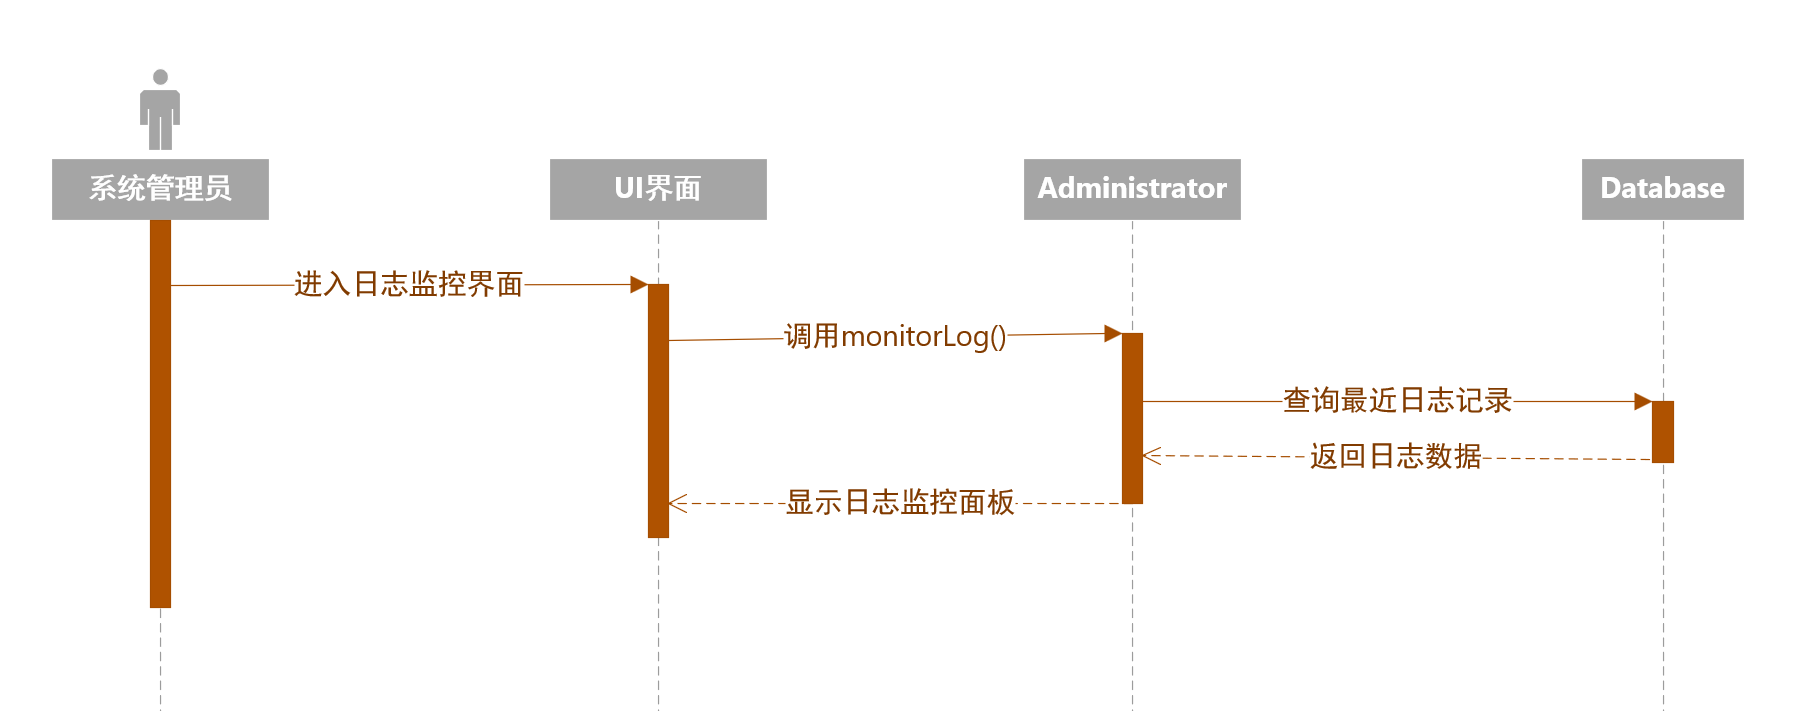 系统管理员
UI界面
Administrator
Database
进入日志监控界面
调用monitorLog()
查询最近日志记录
返回日志数据
显示日志监控面板